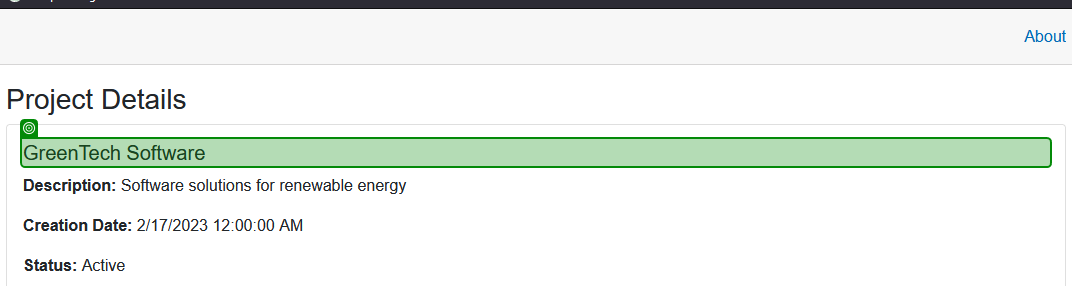 About
Project Details
GreenTech Software
Description: Software solutions for renewable energy
Creation Date: 2/17/2023 12:00:00 AM
Status: Active